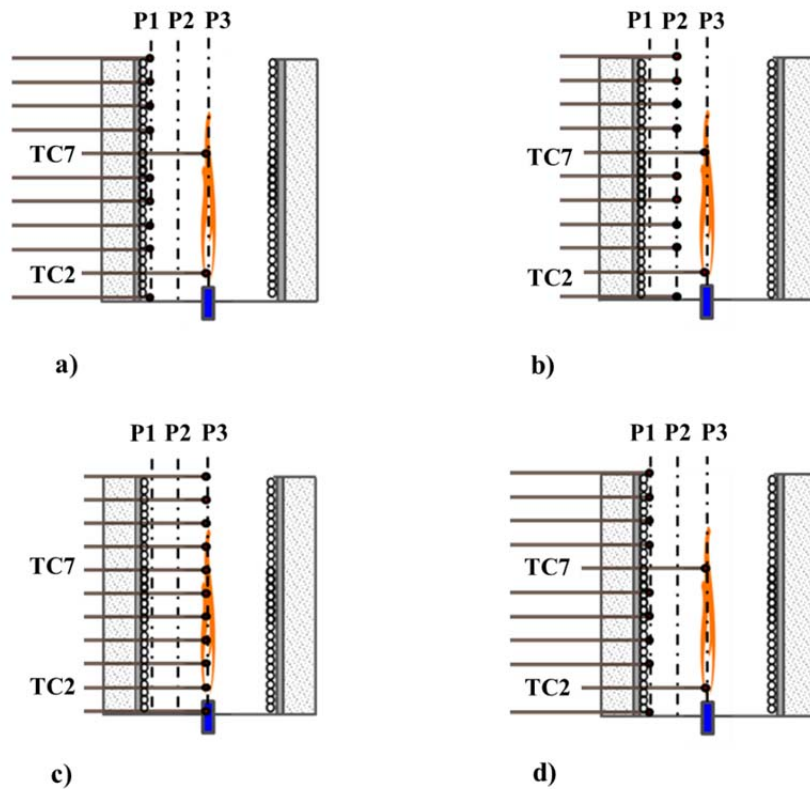 P1 P2 P3
TC7
TC2
a)
P1 P2 P3
TC7
TC2
b)
P1 P2 P3
TC7
TC2
c)
P1 P2 P3
TC7
TC2
d)